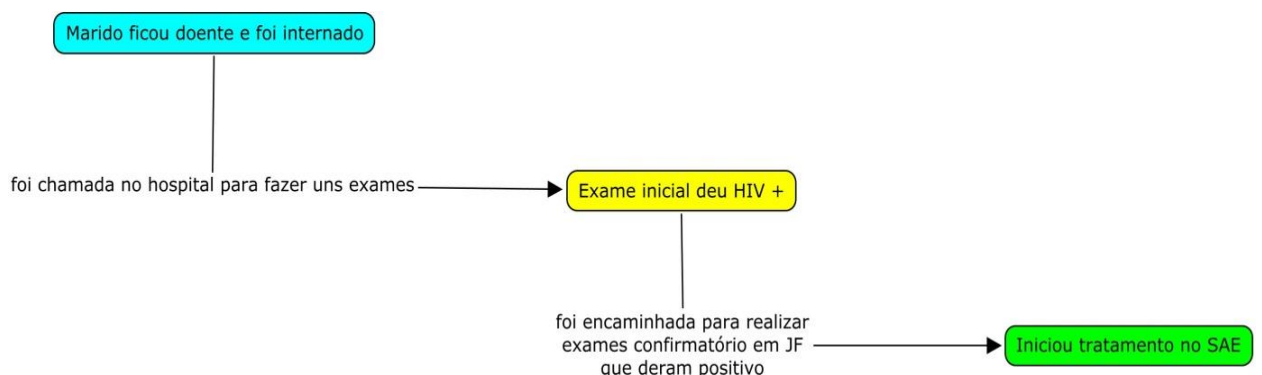 Marido ficou doente e foi internado
foi chamada no hospital para fazer uns exames
Exame inicial deu HIV +
foi encaminhada para realizar
exames confirmatório em JF
que deram positivo
Iniciou tratamento no SAE